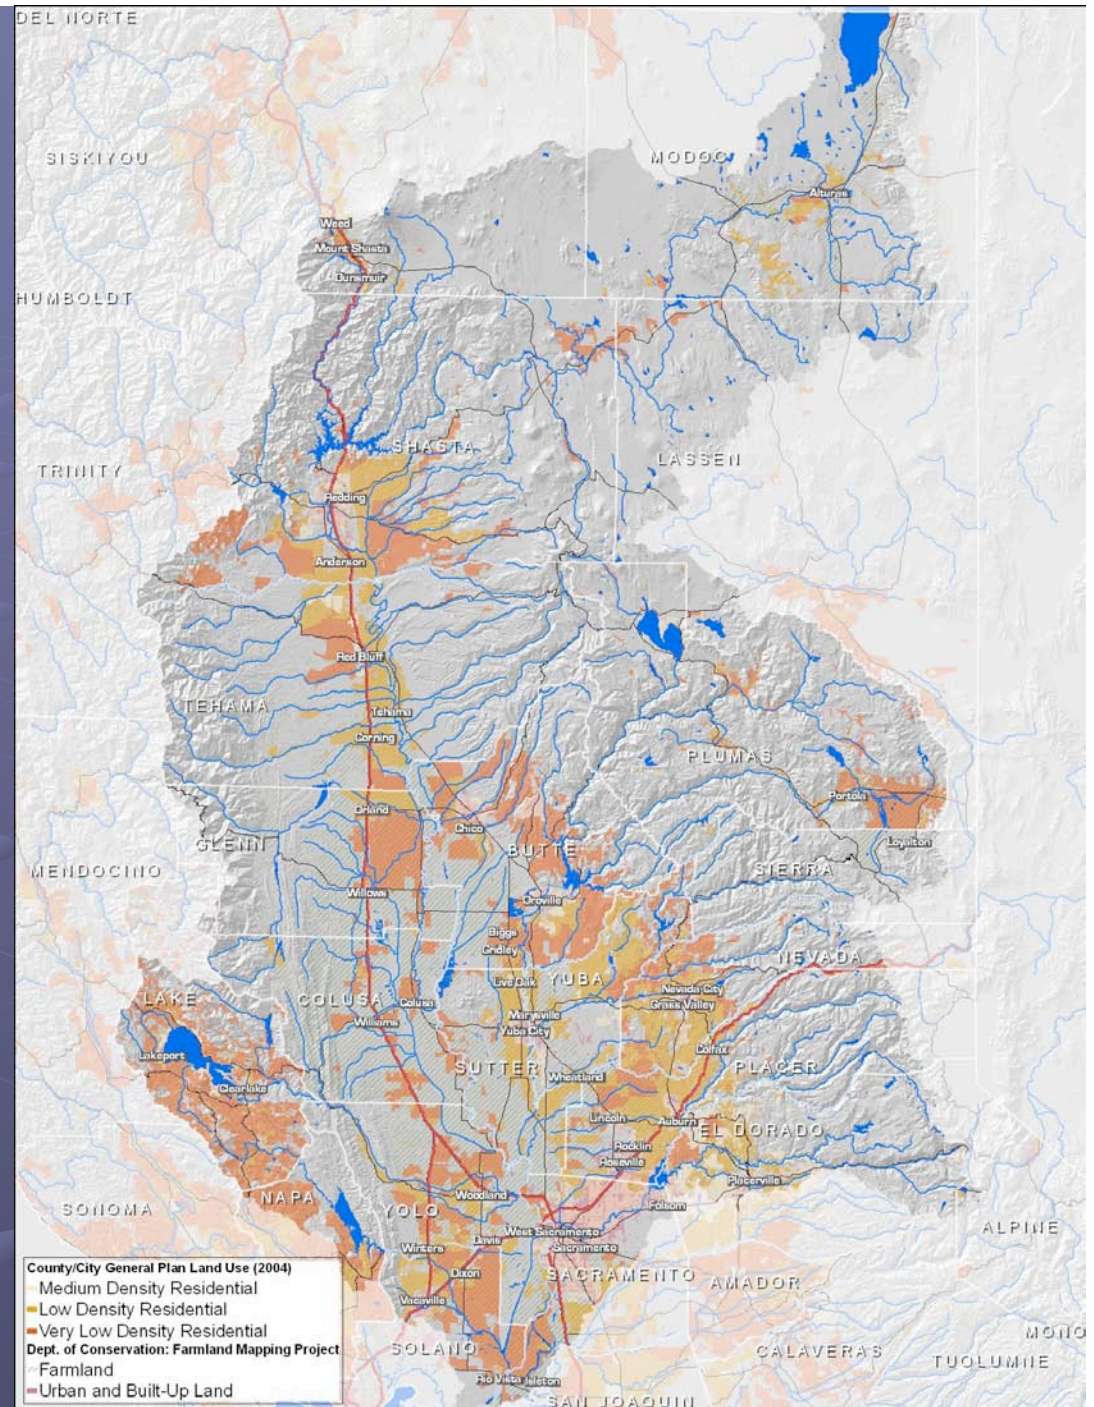 DEL NORTE
SISKIYOU
MODOC
Alturas
Weed
Mount Shasta
Dunsmuir
HUMBOLDT
SHASTA
LASSEN
TRINITY
Redding
Anderson
Red Bluff
TEHAMA
Tehama
Corning
PLUMAS
Portola
Orland
Chico
Loyalton
GLENN
BUTTE
SIERRA
MENDOCINO
Willows
Oroville
Biggs
Gridley
NEVADA
Live Oak
YUBA
Nevada City
LAKE
COLUSA
Colusa
Grass Valley
Marysville
Williams
Yuba City
Colfax
Lakeport
SUTTER
PLACER
Wheatland
Clearlake
Lincoln
Auburn
EL DORADO
Rocklin
Roseville
Placerville
NAPA
Woodland
Folsom
SONOMA
YOLO
West Sacramento
ALPINE
Davis
Winters
Sacramento
Dixon
SACRAMENTO
AMADOR
Vacaville
MONO
SOLANO
CALAVERAS
TUOLUMNE
Rio Vista
Isleton
SAN JOAQUIN
County/City General Plan Land Use (2004)
Medium Density Residential
Low Density Residential
Very Low Density Residential
Dept. of Conservation: Farmland Mapping Project
Farmland
Urban and Built-Up Land